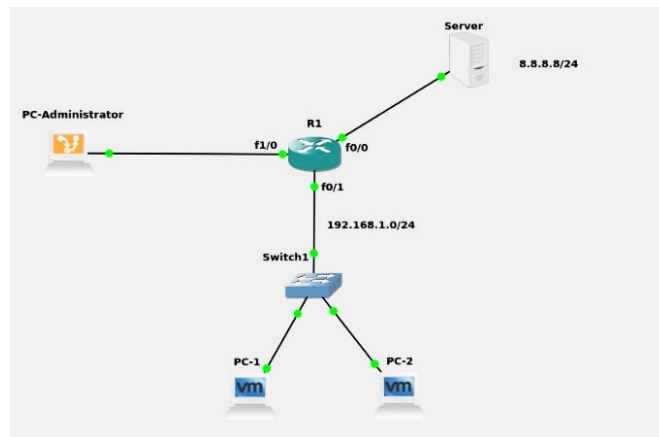 Server
8.8.8.8/24
PC-Administrator
R1
f1/0
f0/0
f0/1
192.168.1.0/24
Switch1
PC-1
PC-2
vm
vm